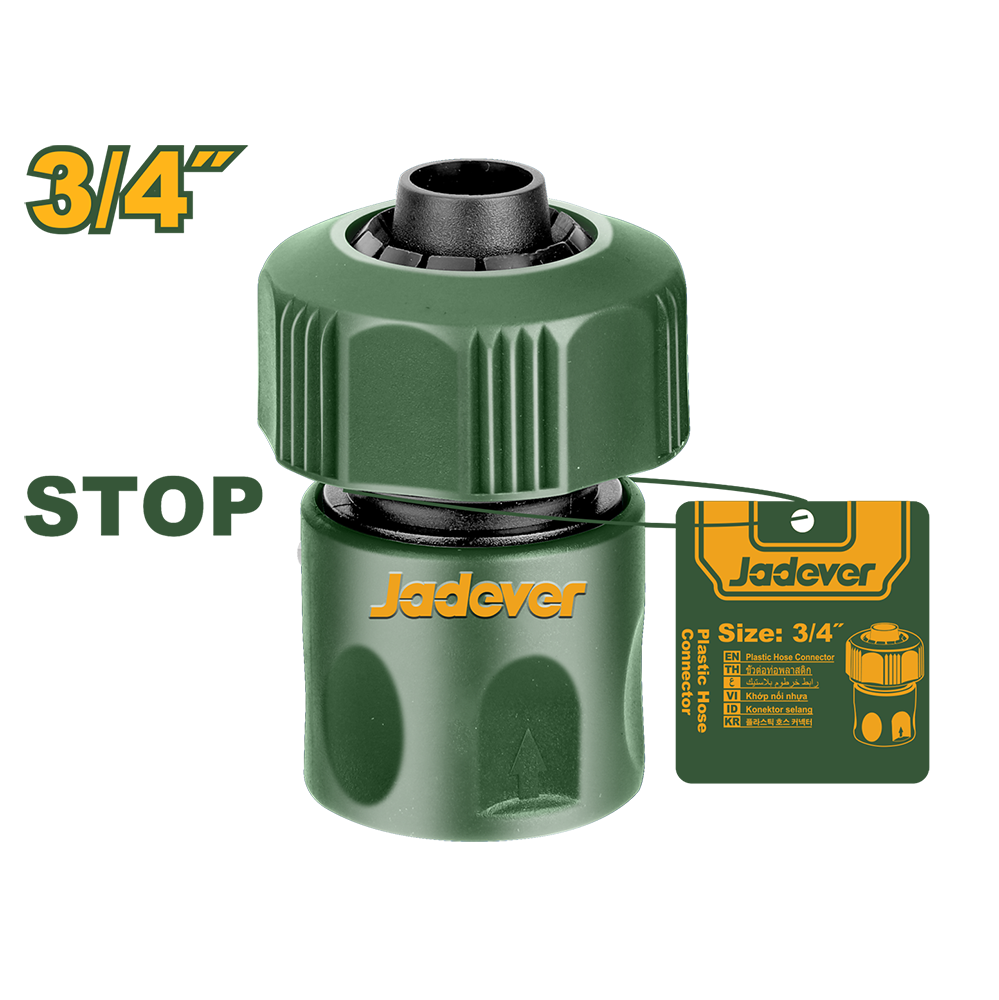 3/4″
STOP
Jadever
Jadever
Size: 3/4″
Plastic Hose
Connector
EN Plastic Hose Connector
TH ขั้วต่อท่อพลาสติก
ع رابط خرطوم بلاستيك
VI Khớp nối nhựa
ID Konektor selang
KR 플라스틱 호스 커넥터